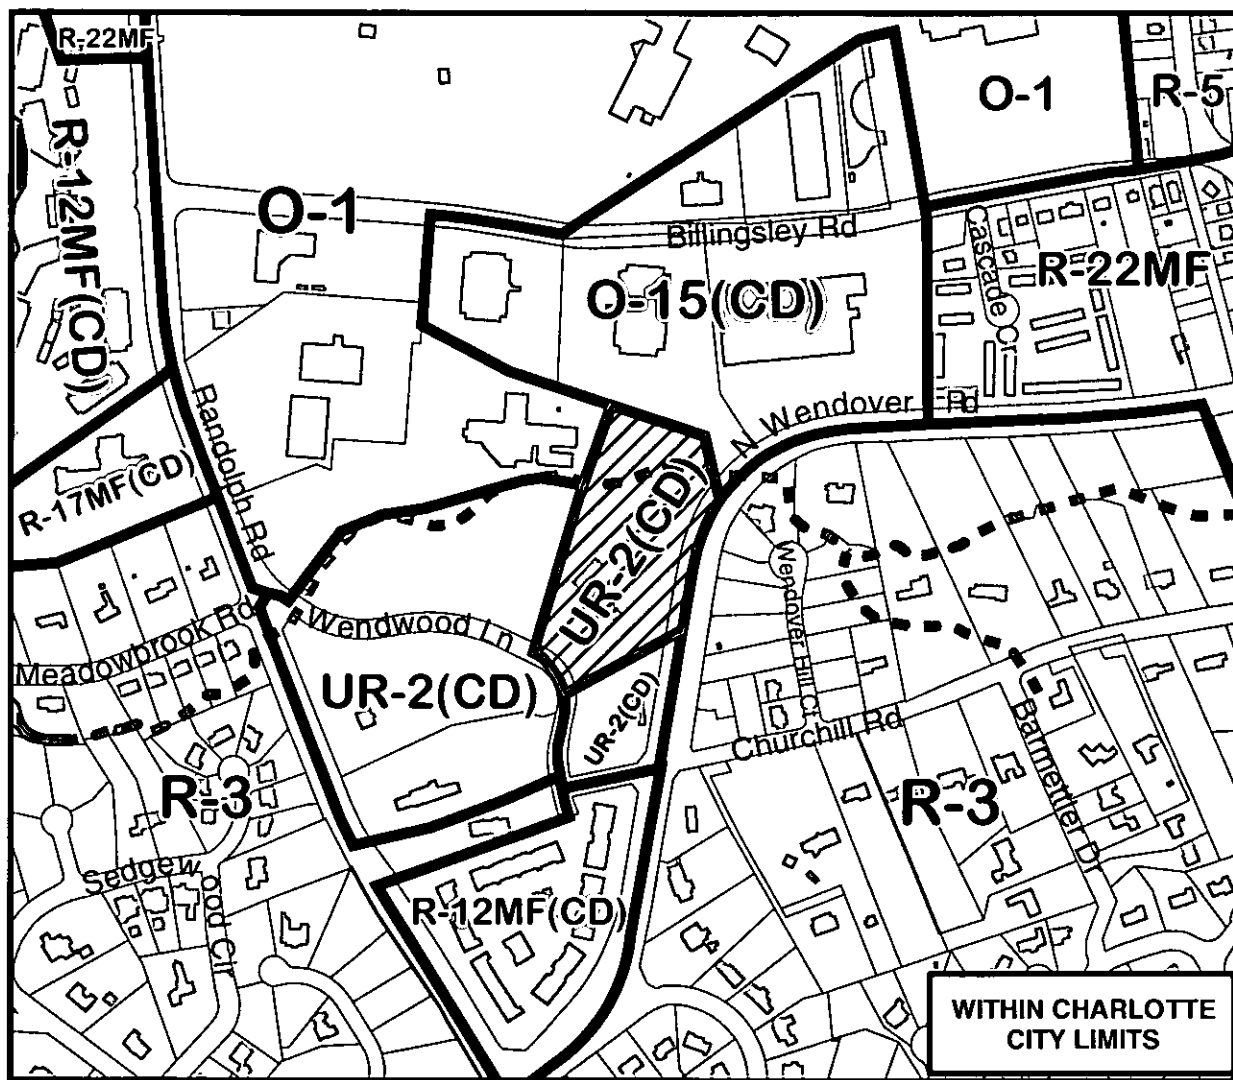 R-22MF
O-1
R-5
R-12MF(CD)
O-1
Billingsley Rd
Cascade Cir
R-22MF
O-15(CD)
N Wendover Rd
Randolph Rd
R-17MF(CD)
UR-2(CD)
Wendover Hill Ct
Wendwood Ln
Meadowbrook Rd
UR-2(CD)
UR-2(CD)
Churchill Rd
Barmettler Dr
R-3
R-3
Sedgewood Cir
R-12MF(CD)
WITHIN CHARLOTTE
CITY LIMITS